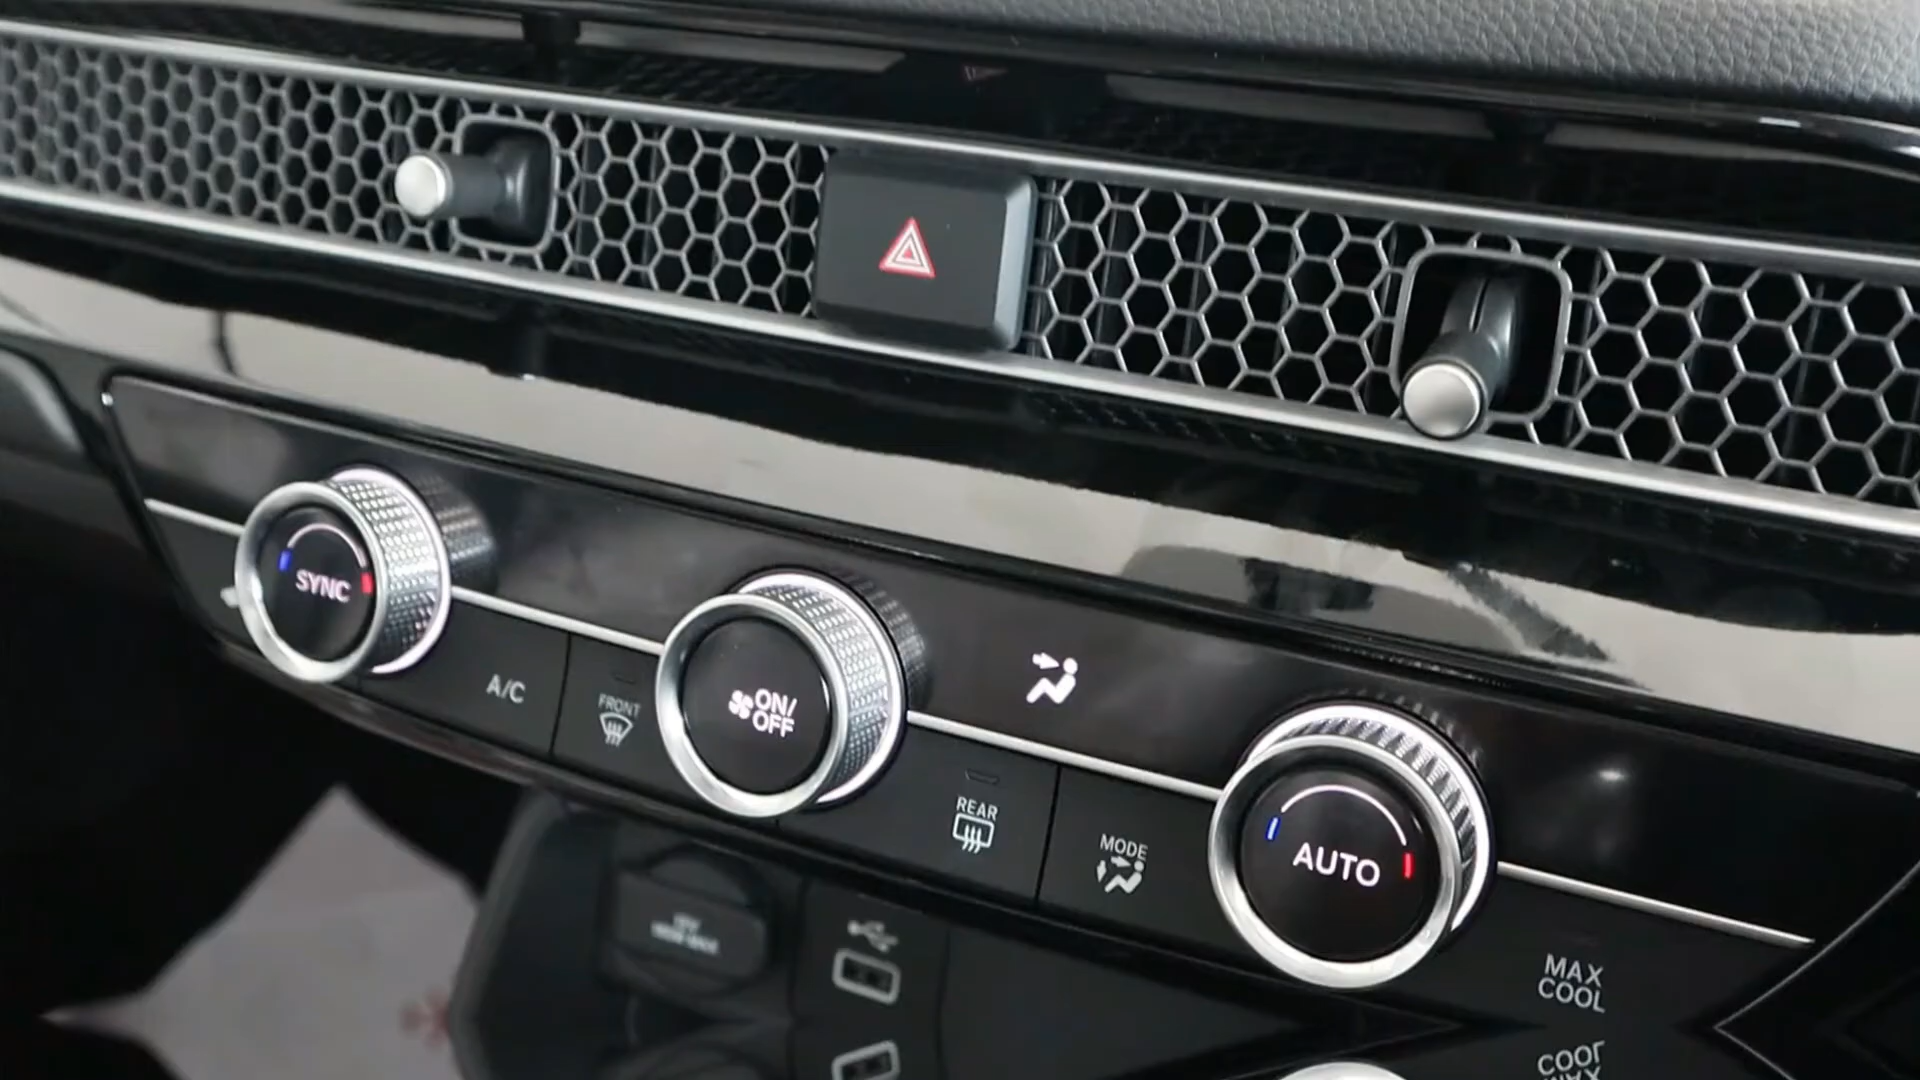 SYNC
A/C
FRONT
ON/
OFF
REAR
MODE
AUTO
MAX
COOL